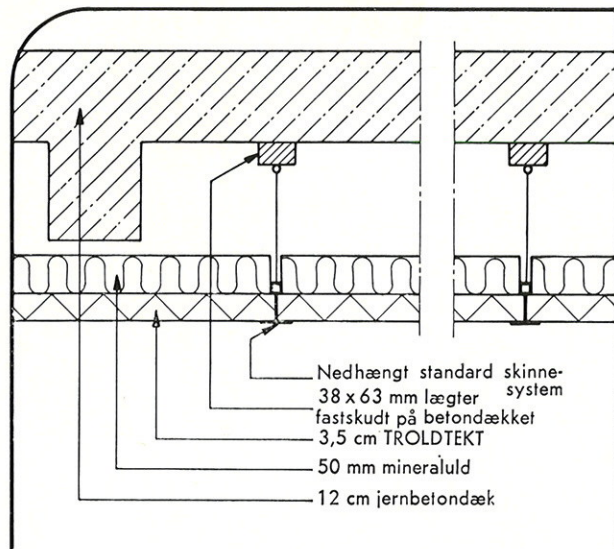 Nedhængt standard skinne-
system
38 x 63 mm lægter
fastskudt på betondækket
3,5 cm TROLDTEKT
50 mm mineraluld
12 cm jernbetondæk